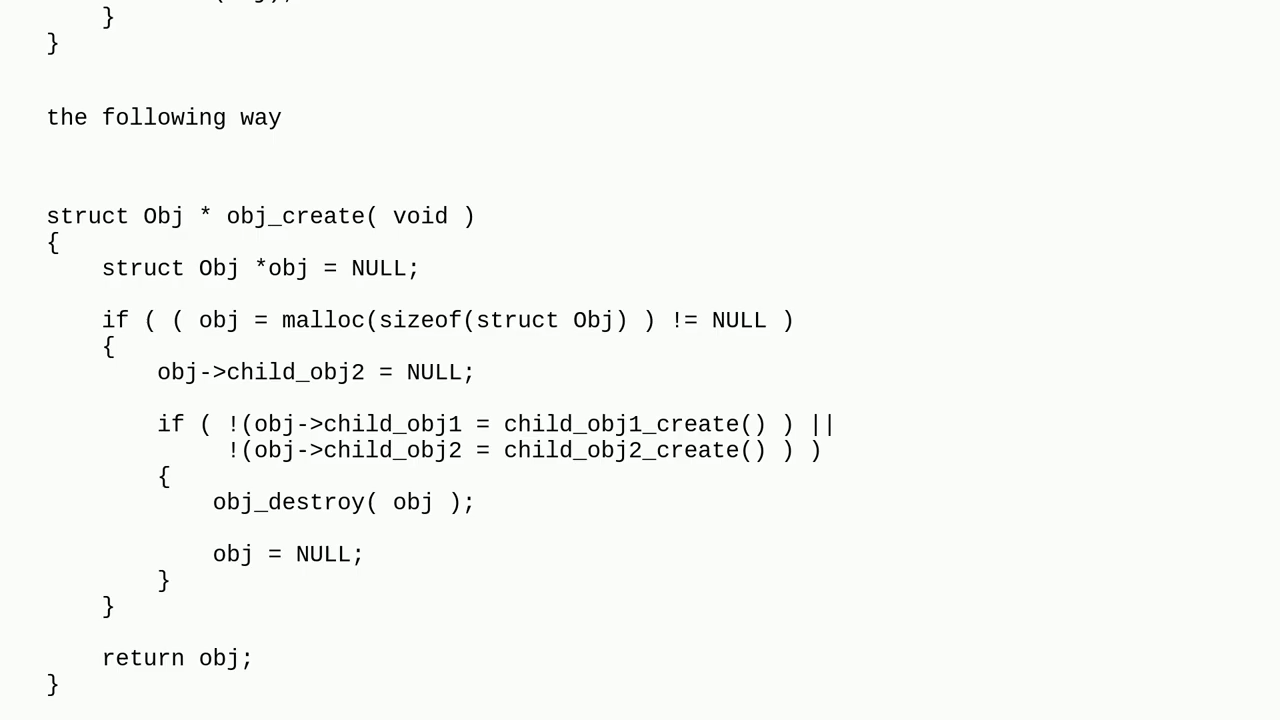 }
}
the following way
struct Obj * obj_create( void )
{
    struct Obj *obj = NULL;
    if ( ( obj = malloc(sizeof(struct Obj) ) != NULL )
    {
        obj->child_obj2 = NULL;
        if ( !(obj->child_obj1 = child_obj1_create() ) ||
             !(obj->child_obj2 = child_obj2_create() ) )
        {
            obj_destroy( obj );
            obj = NULL;
        }
    }
    return obj;
}